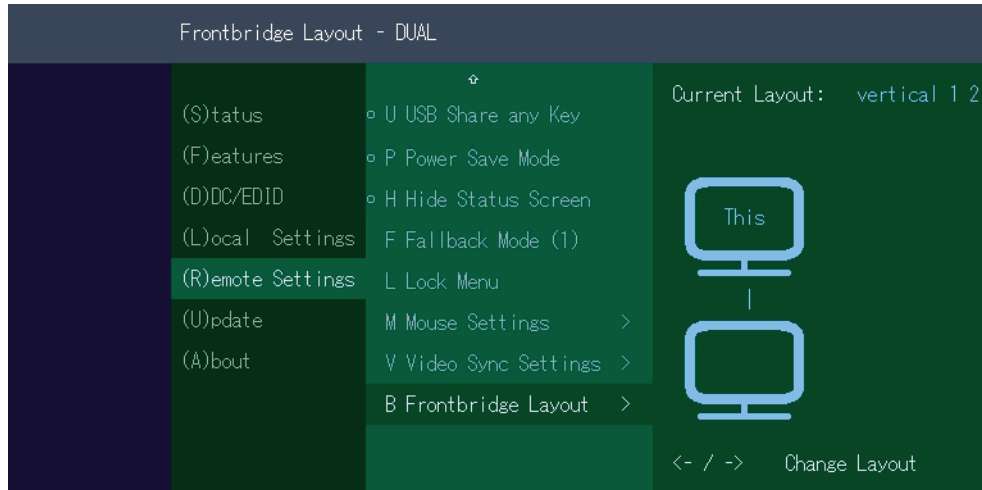 Frontbridge Layout - DUAL
(S)tatus
(F)eatures
(D)DC/EDID
(L)ocal Settings
(R)emote Settings
(U)pdate
(A)bout
U USB Share any Key
P Power Save Mode
H Hide Status Screen
F Fallback Mode (1)
L Lock Menu
M Mouse Settings >
V Video Sync Settings >
B Frontbridge Layout >
Current Layout: vertical 1 2
This
<- / -> Change Layout